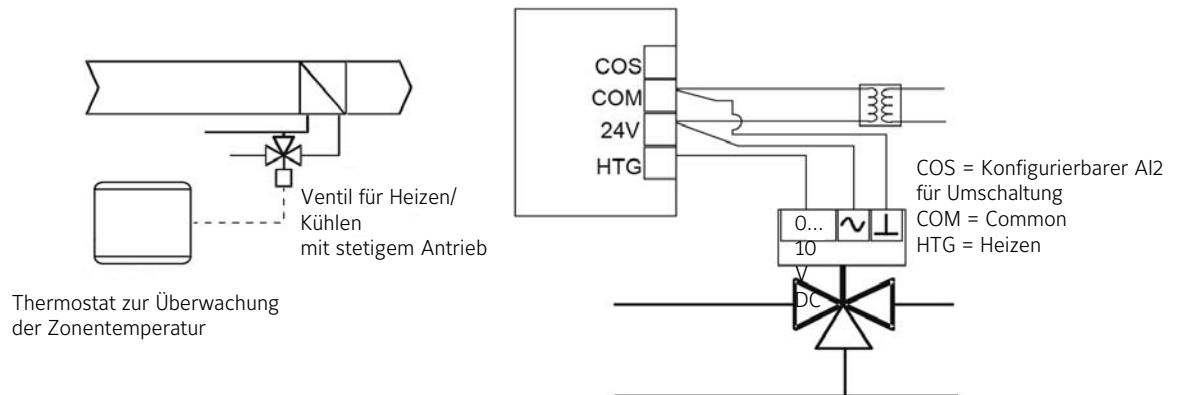 Ventil für Heizen/
Kühlen
mit stetigem Antrieb
Thermostat zur Überwachung
der Zonentemperatur
COS
COM
24V
HTG
0...
10
V
DC
COS = Konfigurierbarer AI2
für Umschaltung
COM = Common
HTG = Heizen